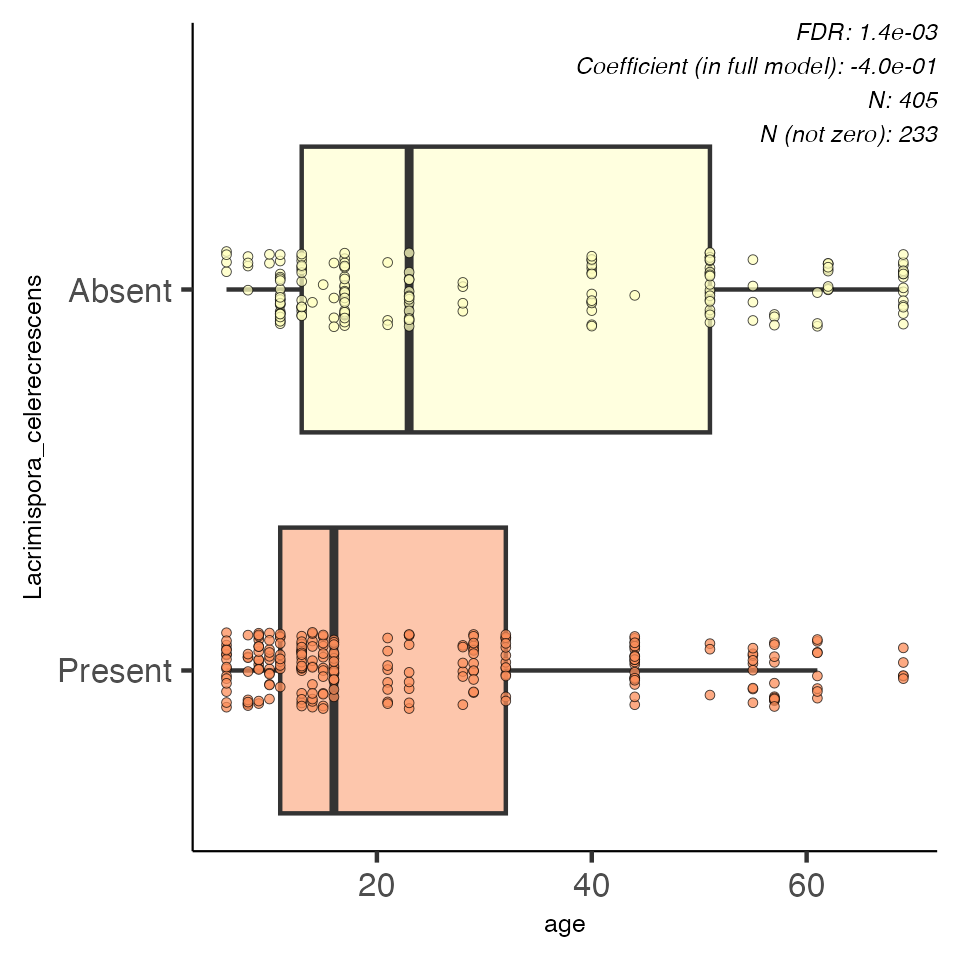 FDR: 1.4e-03
Coefficient (in full model): -4.0e-01
N: 405
N (not zero): 233
Lacrimispora_celerecrescens
Absent
Present
20
40
60
age